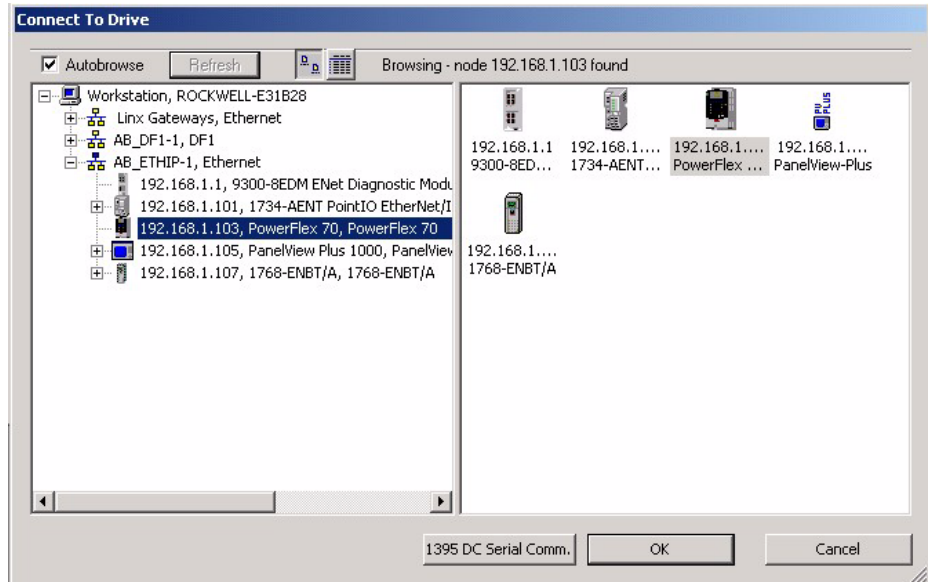 Connect To Drive
Autobrowse
Refresh
Browsing - node 192.168.1.103 found
Workstation, ROCKWELL-E31B28
Linx Gateways, Ethernet
AB_DF1-1, DF1
AB_ETHIP-1, Ethernet
192.168.1.1, 9300-8EDM ENet Diagnostic Modu
192.168.1.101, 1734-AENT PointIO EtherNet/I
192.168.1.103, PowerFlex 70, PowerFlex 70
192.168.1.105, PanelView Plus 1000, PanelView
192.168.1.107, 1768-ENBT/A, 1768-ENBT/A
192.168.1.1
9300-8ED...
192.168.1....
1734-AENT...
192.168.1....
PowerFlex ...
PV PLUS
192.168.1....
PanelView-Plus
192.168.1....
1768-ENBT/A
1395 DC Serial Comm.
OK
Cancel